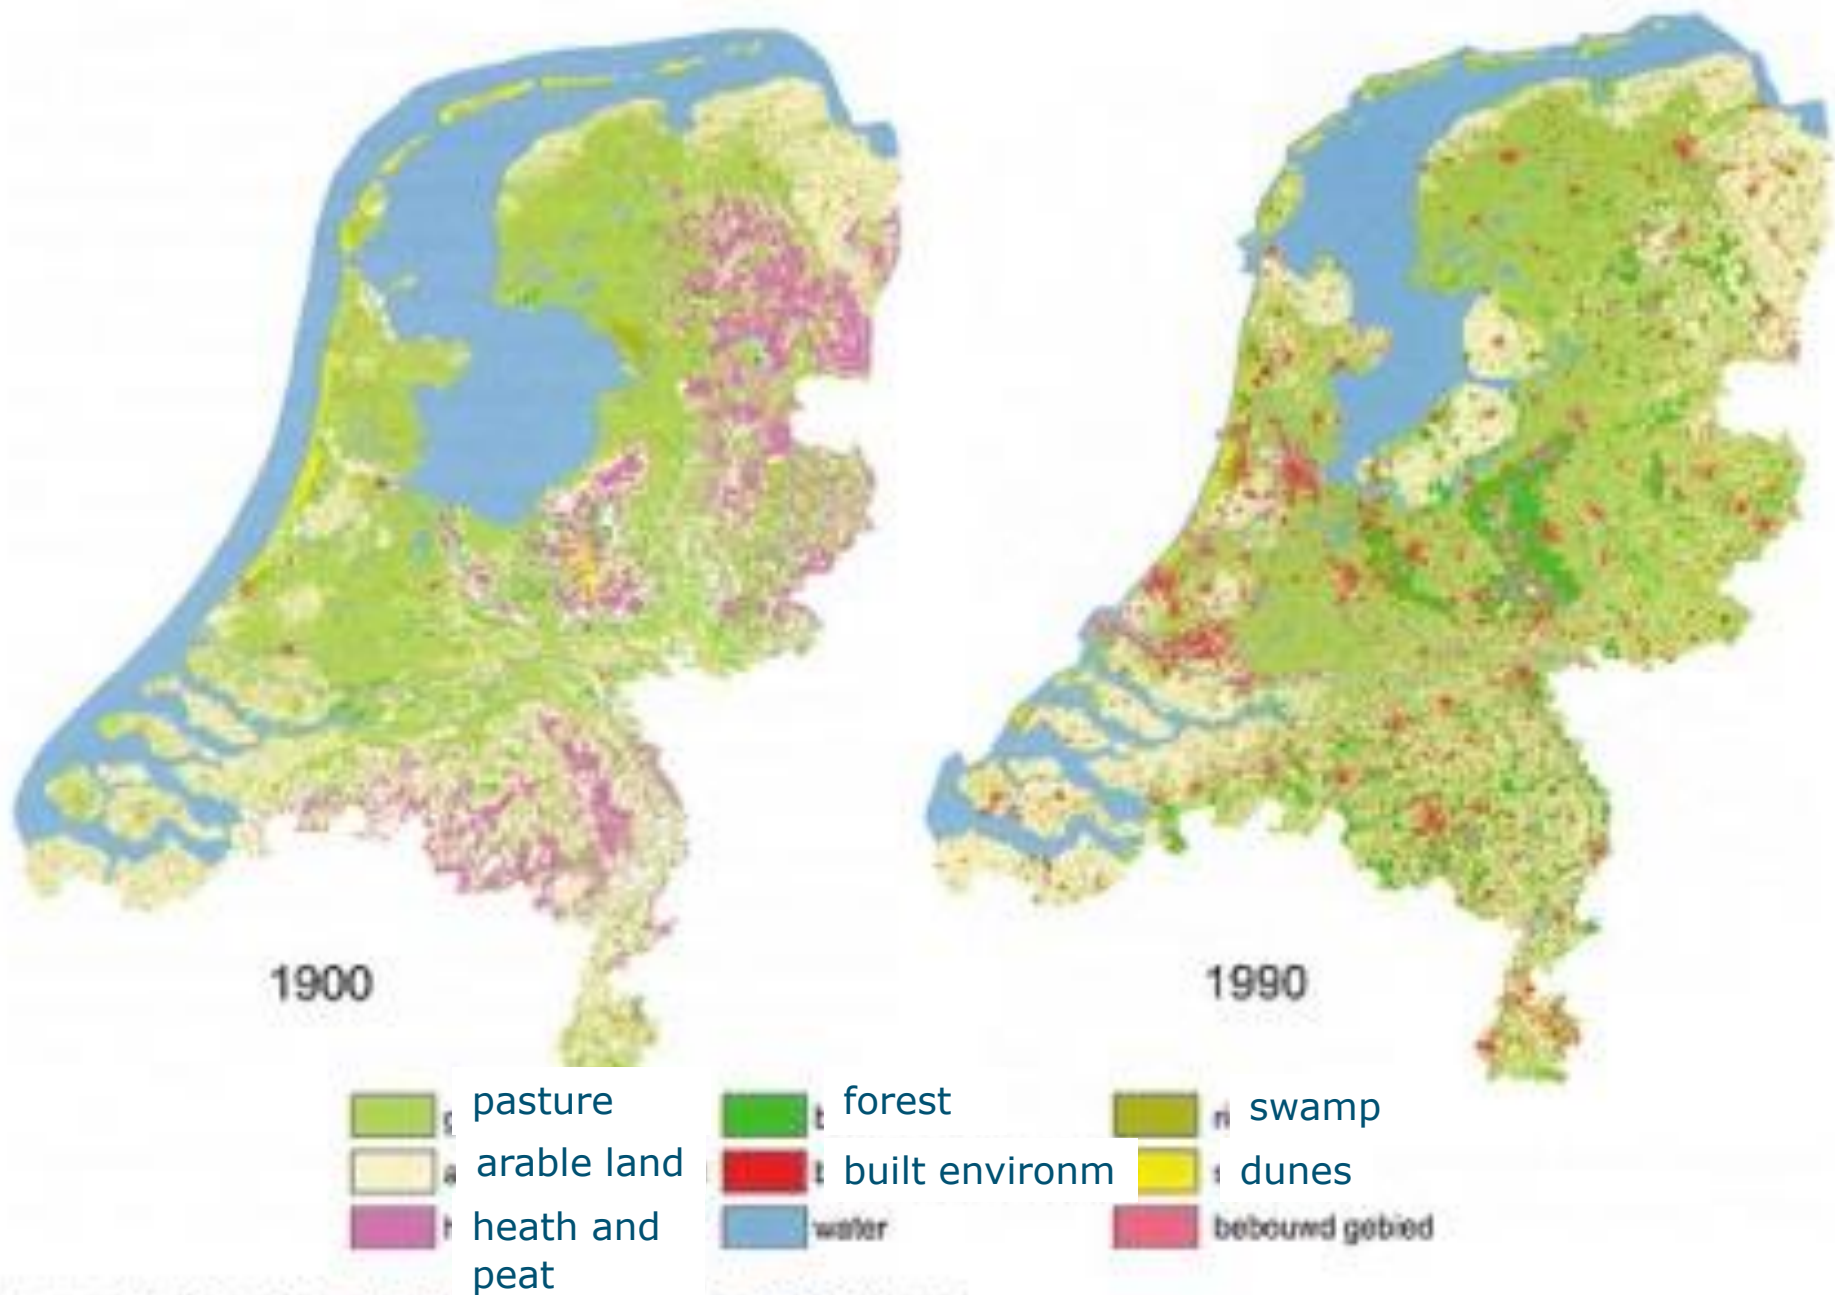 1900
1990
pasture
forest
swamp
arable land
built environm
dunes
heath and
peat
water
bebouwd gebied